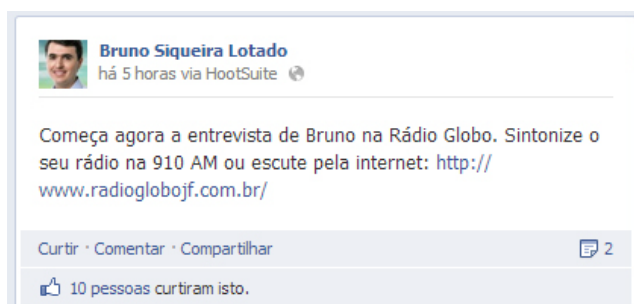 Bruno Siqueira Lotado
há 5 horas via HootSuite
Começa agora a entrevista de Bruno na Rádio Globo. Sintonize o
seu rádio na 910 AM ou escute pela internet: http://
www.radioglobojf.com.br/
Curtir · Comentar · Compartilhar 2
10 pessoas curtiram isto.